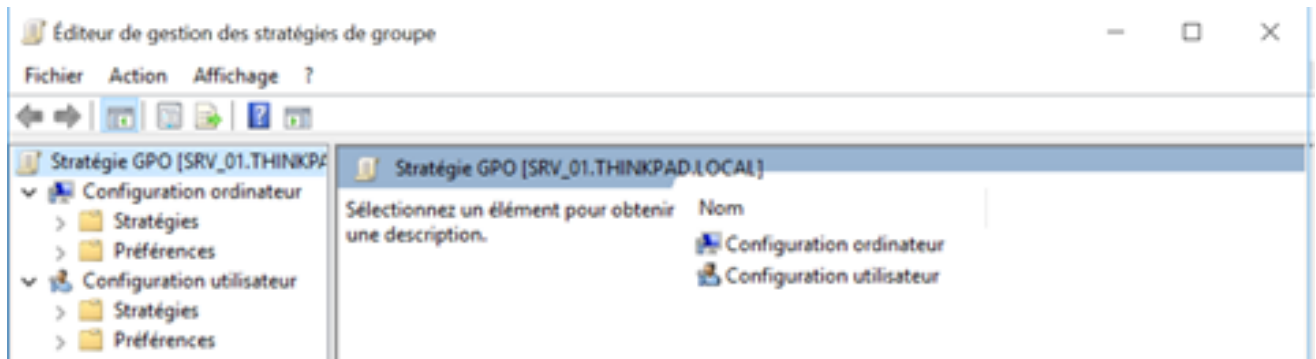 Éditeur de gestion des stratégies de groupe
Fichier Action Affichage ?
Stratégie GPO [SRV_01.THINKPA
Configuration ordinateur
Stratégies
Préférences
Configuration utilisateur
Stratégies
Préférences
Stratégie GPO [SRV_01.THINKPAD.LOCAL]
Sélectionnez un élément pour obtenir
une description.
Nom
Configuration ordinateur
Configuration utilisateur